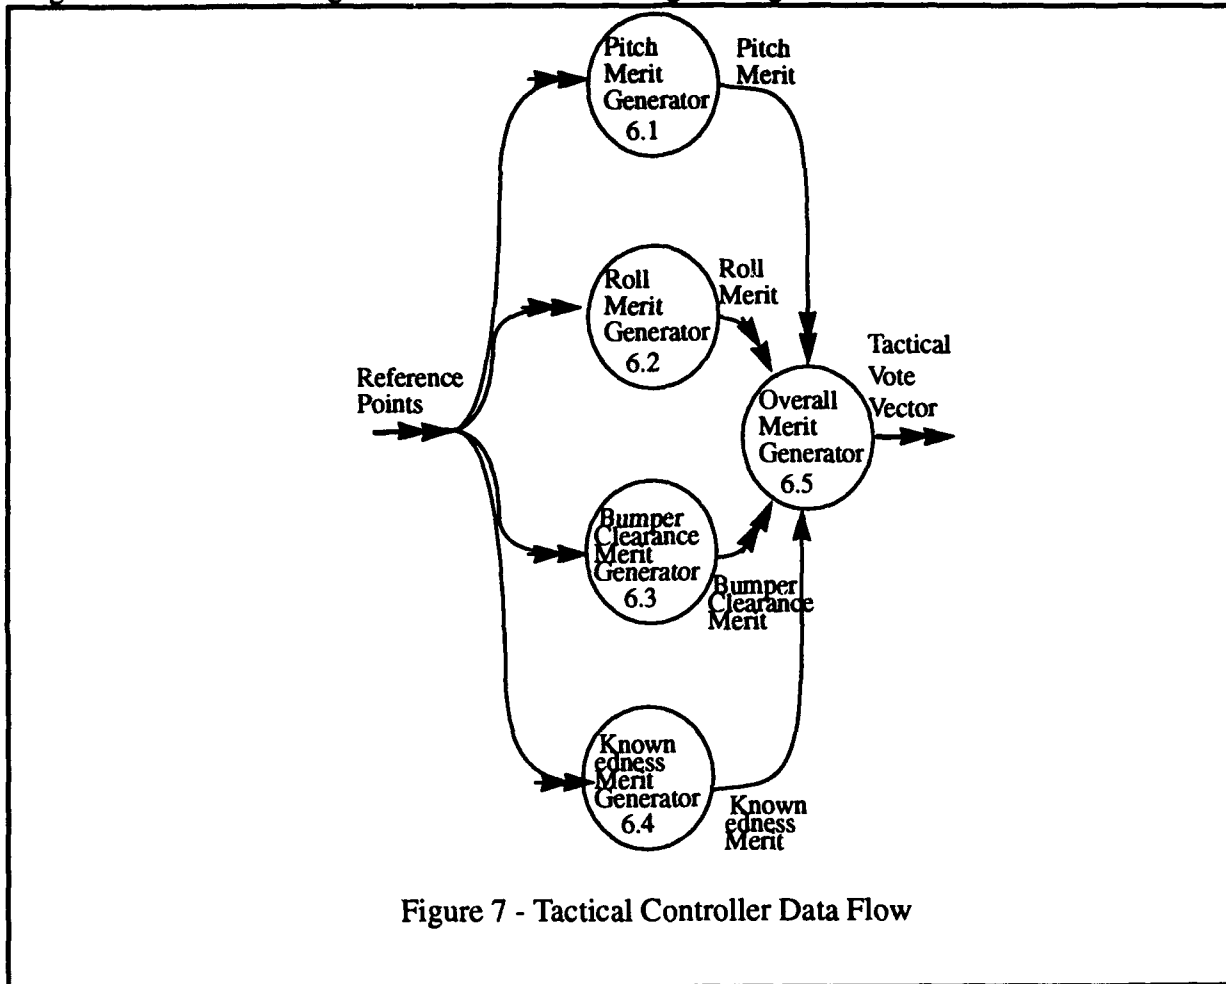 Pitch
Merit
Generator
6.1
Pitch
Merit
Roll
Merit
Generator
6.2
Roll
Merit
Reference
Points
Overall
Merit
Generator
6.5
Tactical
Vote
Vector
Bumper
Clearance
Merit
Generator
6.3
Bumper
Clearance
Merit
Known
edness
Merit
Generator
6.4
Known
edness
Merit
Figure 7 - Tactical Controller Data Flow